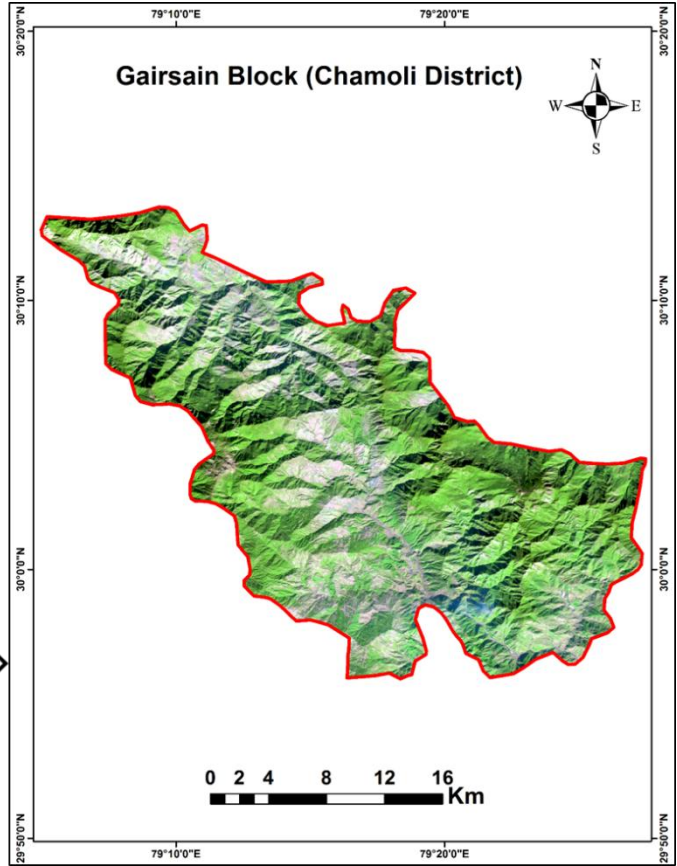 79°10'0"E 79°20'0"E
30°20'0"N 30°20'0"N
Gairsain Block (Chamoli District)
N
W E
S
30°10'0"N 30°10'0"N
30°0'0"N 30°0'0"N
0 2 4 8 12 16
Km
29°50'0"N 29°50'0"N
79°10'0"E 79°20'0"E